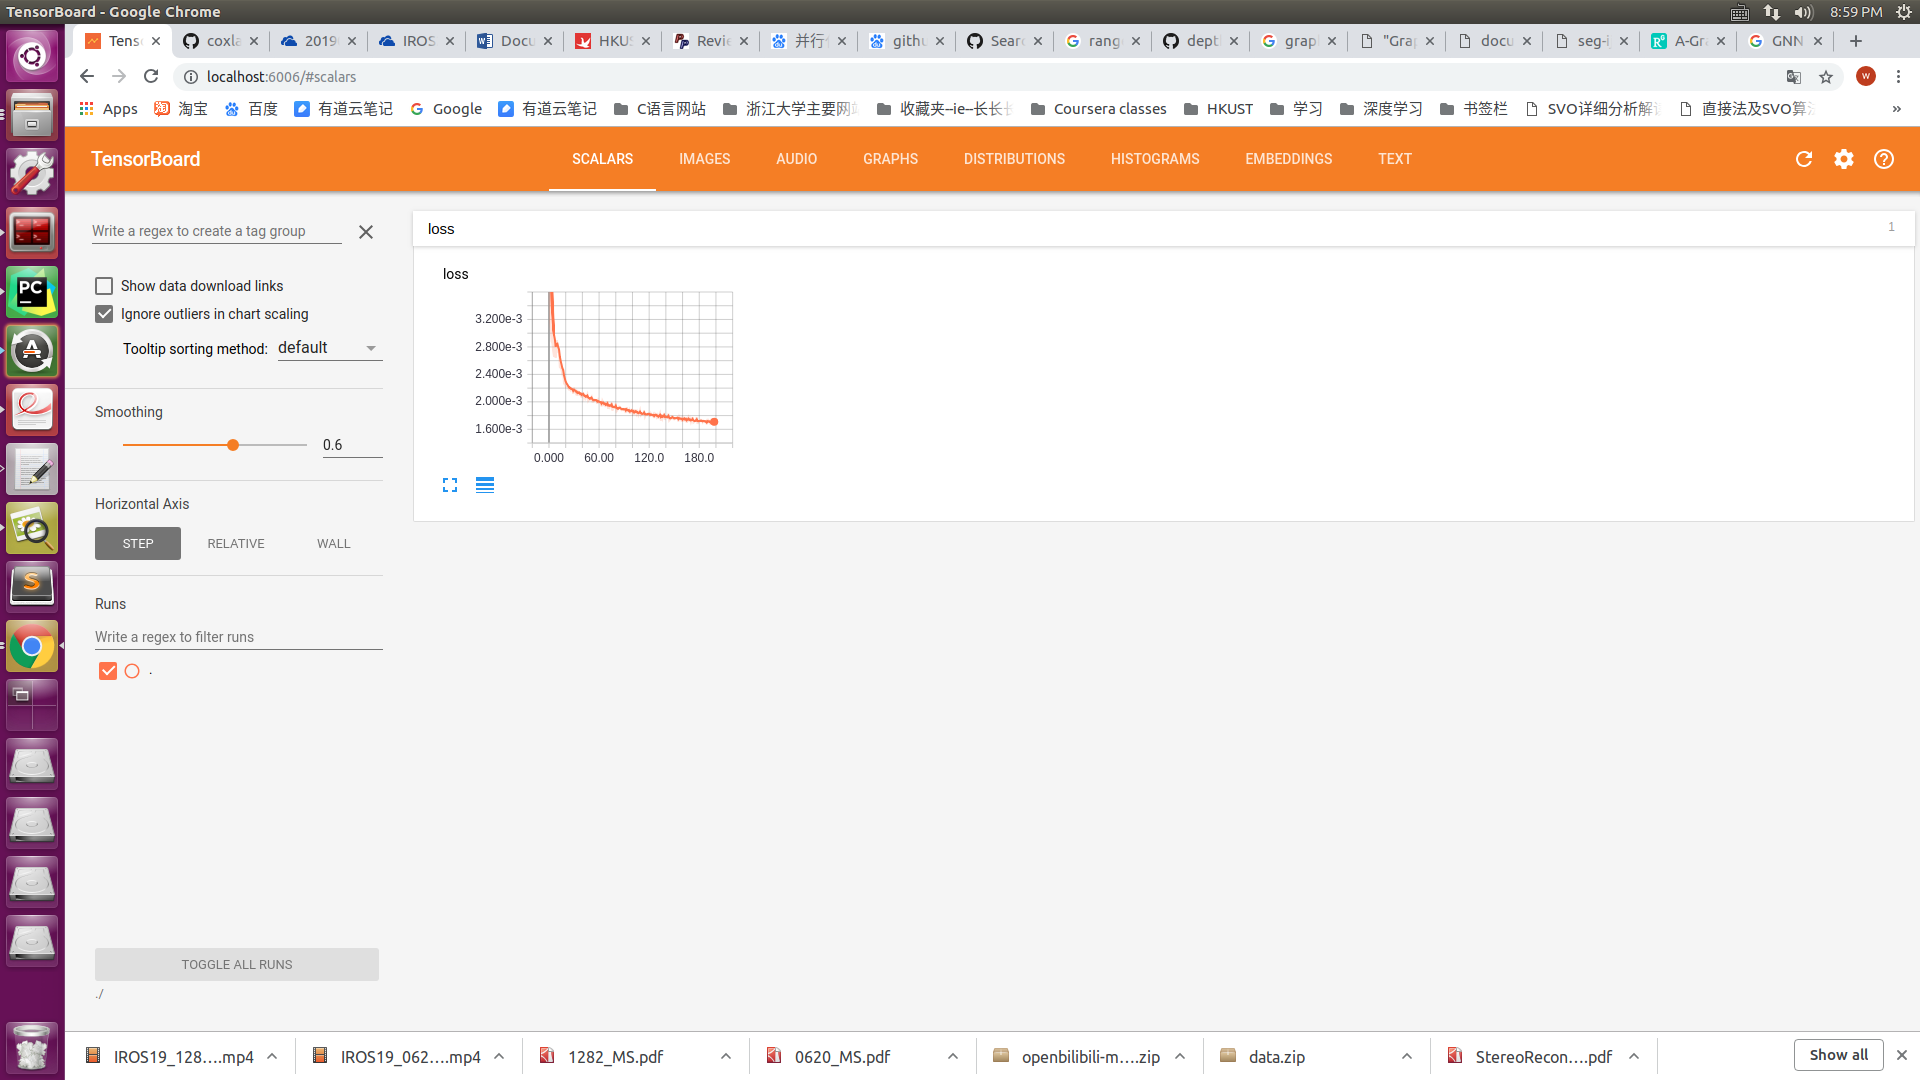 TensorBoard - Google Chrome
8:59 PM
Tens coxla 2019 IROS Docu HKUS Revie 并行 githu Sear rang dept grap "Gra docu seg-i A-Gr GNN
localhost:6006/#scalars
Apps 淘宝 百度 有道云笔记 Google 有道云笔记 C语言网站 浙江大学主要网 收藏夹--ie--长长 Coursera classes HKUST 学习 深度学习 书签栏 SVO详细分析解 直接法及SVO算 »
TensorBoard
SCALARS IMAGES AUDIO GRAPHS DISTRIBUTIONS HISTOGRAMS EMBEDDINGS TEXT
Write a regex to create a tag group
Show data download links
Ignore outliers in chart scaling
Tooltip sorting method: default
Smoothing
0.6
Horizontal Axis
STEP RELATIVE WALL
Runs
Write a regex to filter runs
.
TOGGLE ALL RUNS
./
loss 1
loss
3.200e-3
2.800e-3
2.400e-3
2.000e-3
1.600e-3
0.000 60.00 120.0 180.0
IROS19_128....mp4 IROS19_062....mp4 1282_MS.pdf 0620_MS.pdf openbilibili-m....zip data.zip StereoRecon....pdf Show all